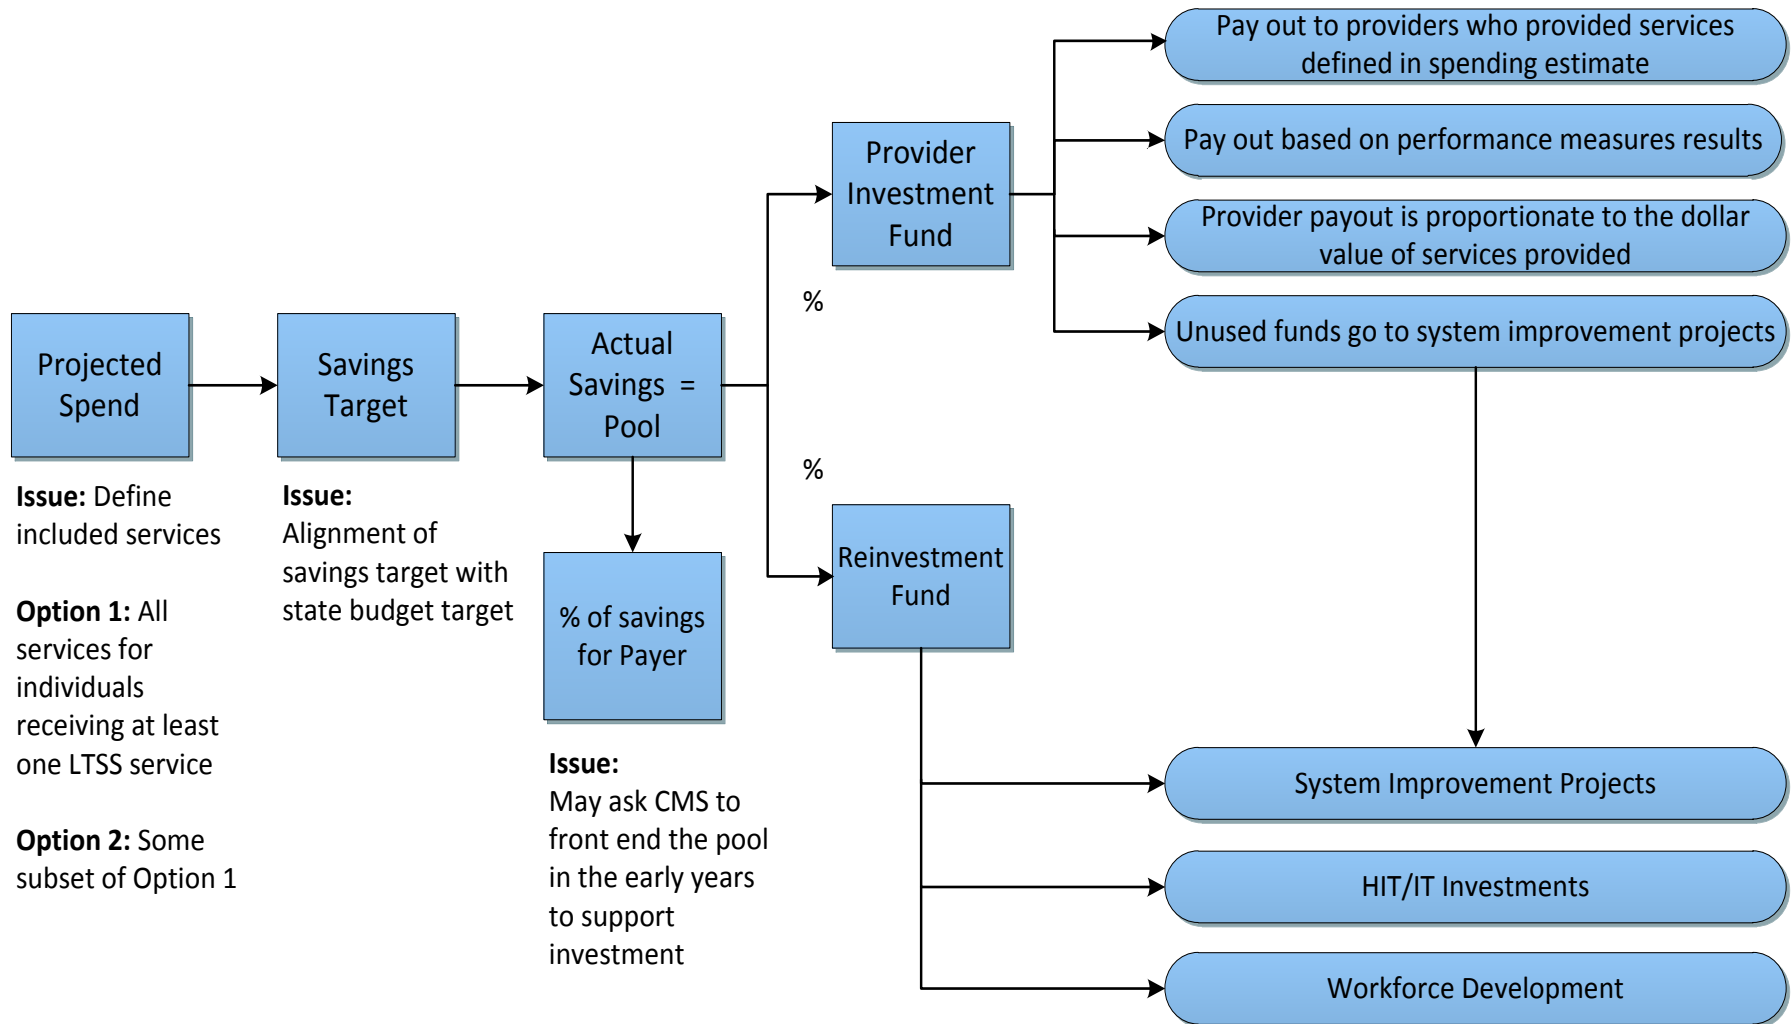 Projected
Spend
Issue: Define
included services
Option 1: All
services for
individuals
receiving at least
one LTSS service
Option 2: Some
subset of Option 1
Savings
Target
Issue:
Alignment of
savings target with
state budget target
Actual
Savings =
Pool
% of savings
for Payer
Issue:
May ask CMS to
front end the pool
in the early years
to support
investment
%
%
Provider
Investment
Fund
Reinvestment
Fund
Pay out to providers who provided services
defined in spending estimate
Pay out based on performance measures results
Provider payout is proportionate to the dollar
value of services provided
Unused funds go to system improvement projects
System Improvement Projects
HIT/IT Investments
Workforce Development